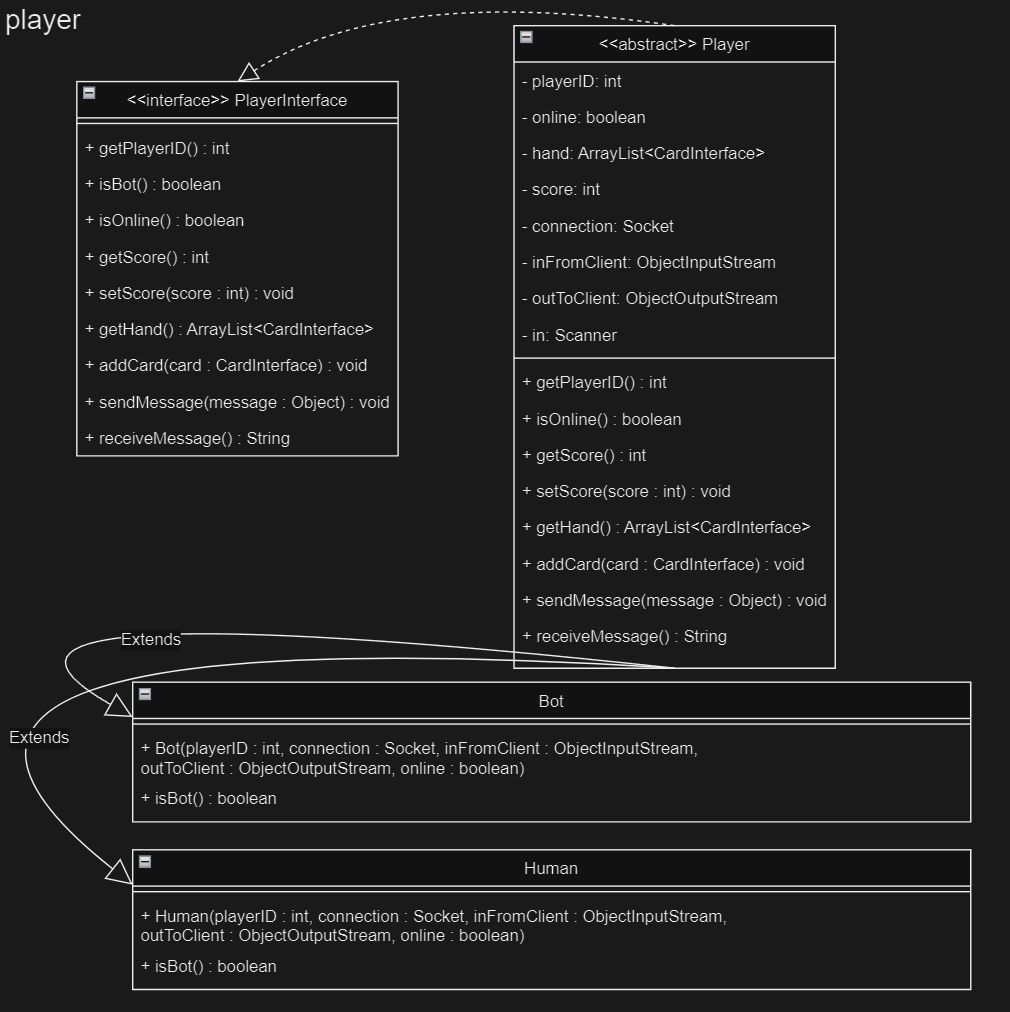 player
<<interface>> PlayerInterface
+ getPlayerID() : int
+ isBot() : boolean
+ isOnline() : boolean
+ getScore() : int
+ setScore(score : int) : void
+ getHand() : ArrayList<CardInterface>
+ addCard(card : CardInterface) : void
+ sendMessage(message : Object) : void
+ receiveMessage() : String
<<abstract>> Player
- playerID: int
- online: boolean
- hand: ArrayList<CardInterface>
- score: int
- connection: Socket
- inFromClient: ObjectInputStream
- outToClient: ObjectOutputStream
- in: Scanner
+ getPlayerID() : int
+ isOnline() : boolean
+ getScore() : int
+ setScore(score : int) : void
+ getHand() : ArrayList<CardInterface>
+ addCard(card : CardInterface) : void
+ sendMessage(message : Object) : void
+ receiveMessage() : String
Extends
Bot
+ Bot(playerID : int, connection : Socket, inFromClient : ObjectInputStream,
outToClient : ObjectOutputStream, online : boolean)
+ isBot() : boolean
Extends
Human
+ Human(playerID : int, connection : Socket, inFromClient : ObjectInputStream,
outToClient : ObjectOutputStream, online : boolean)
+ isBot() : boolean